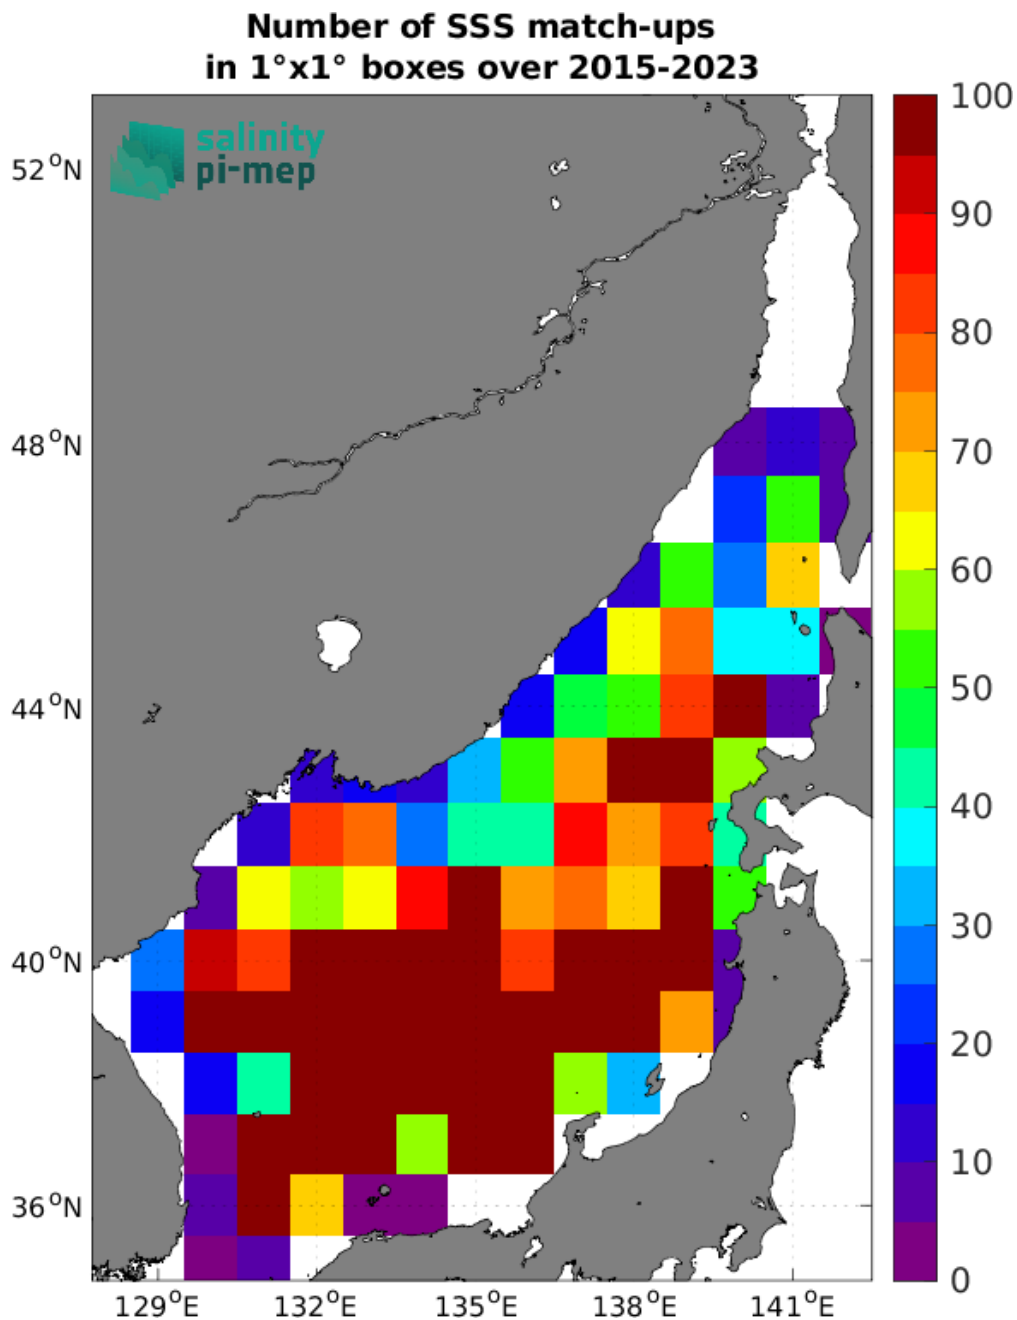 Number of SSS match-ups
in 1°x1° boxes over 2015-2023
salinity
pi-mep
52°N
48°N
44°N
40°N
36°N
129°E
132°E
135°E
138°E
141°E
100
90
80
70
60
50
40
30
20
10
0